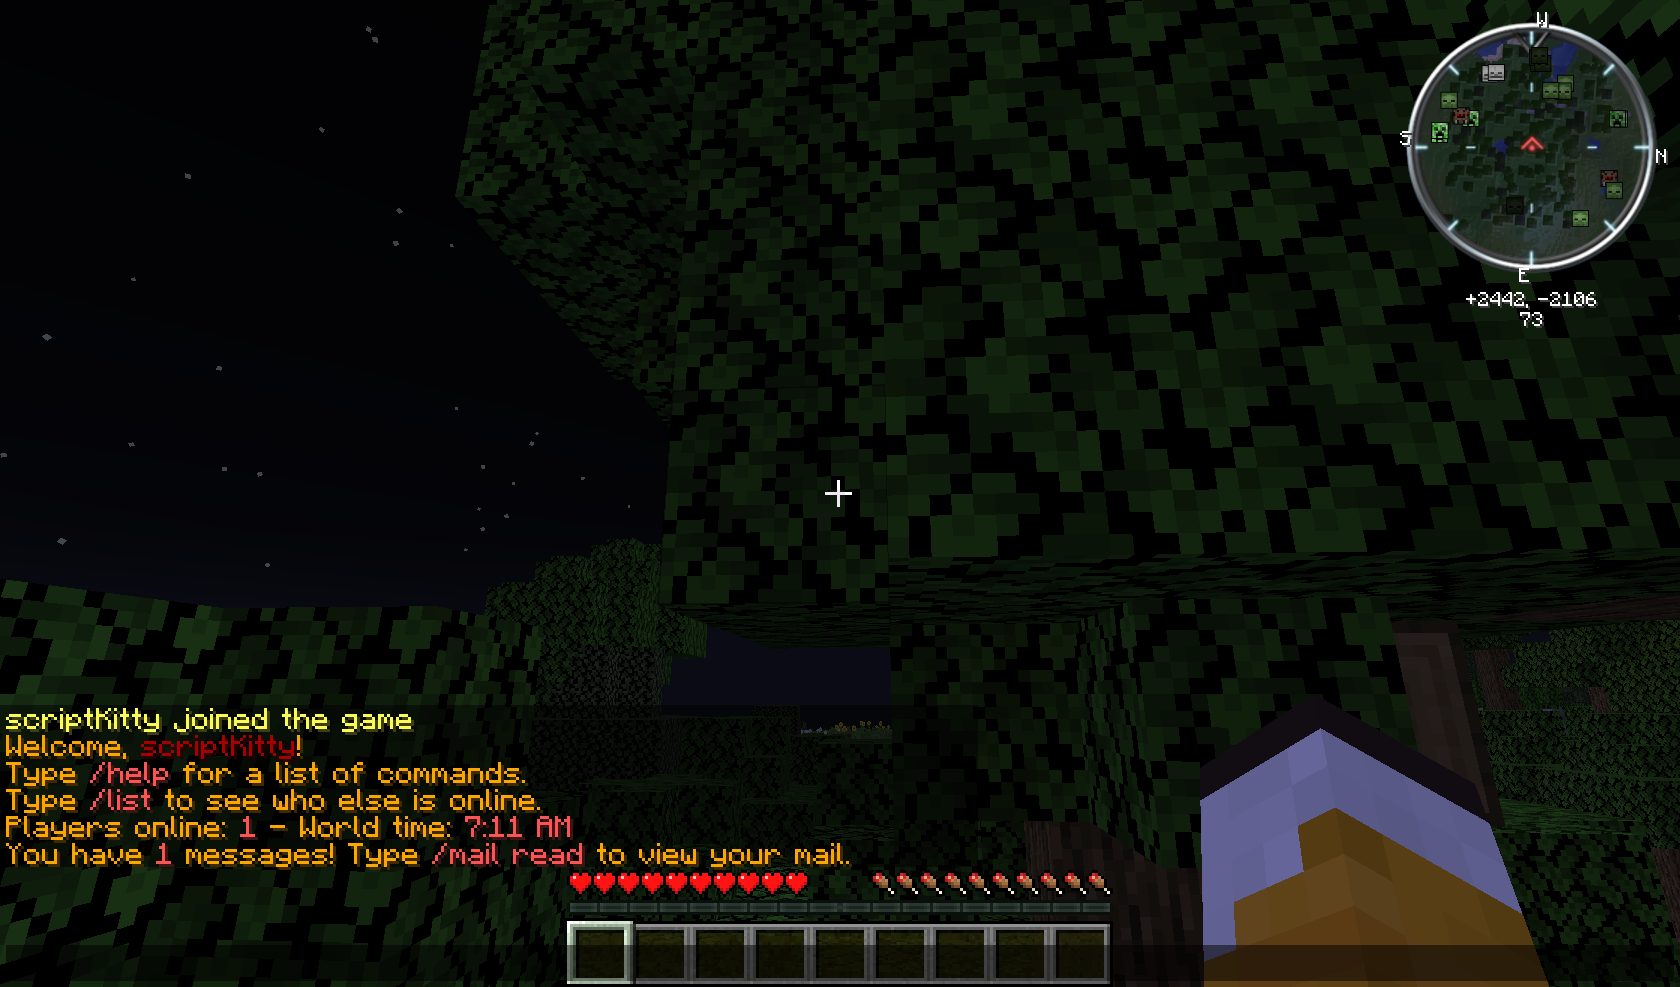 W
S
N
E
+2442, -2106
73
scriptKitty joined the game
Welcome, scriptKitty!
Type /help for a list of commands.
Type /list to see who else is online.
Players online: 1 - World time: 7:11 AM
You have 1 messages! Type /mail read to view your mail.